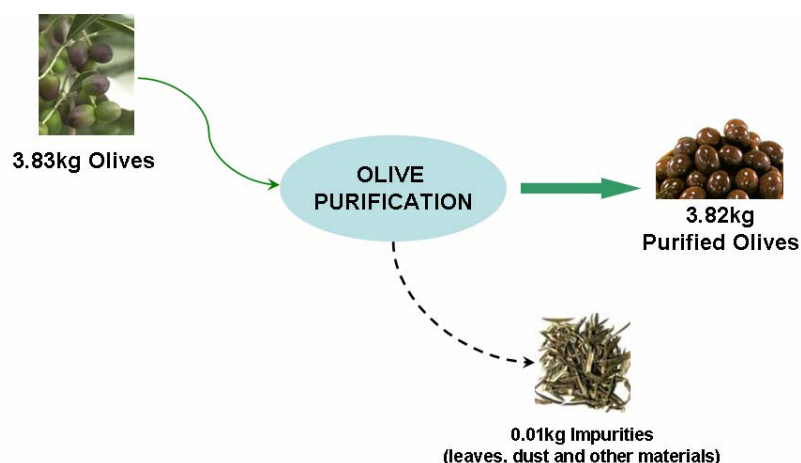 3.83kg Olives
OLIVE
PURIFICATION
3.82kg
Purified Olives
0.01kg Impurities
(leaves, dust and other materials)